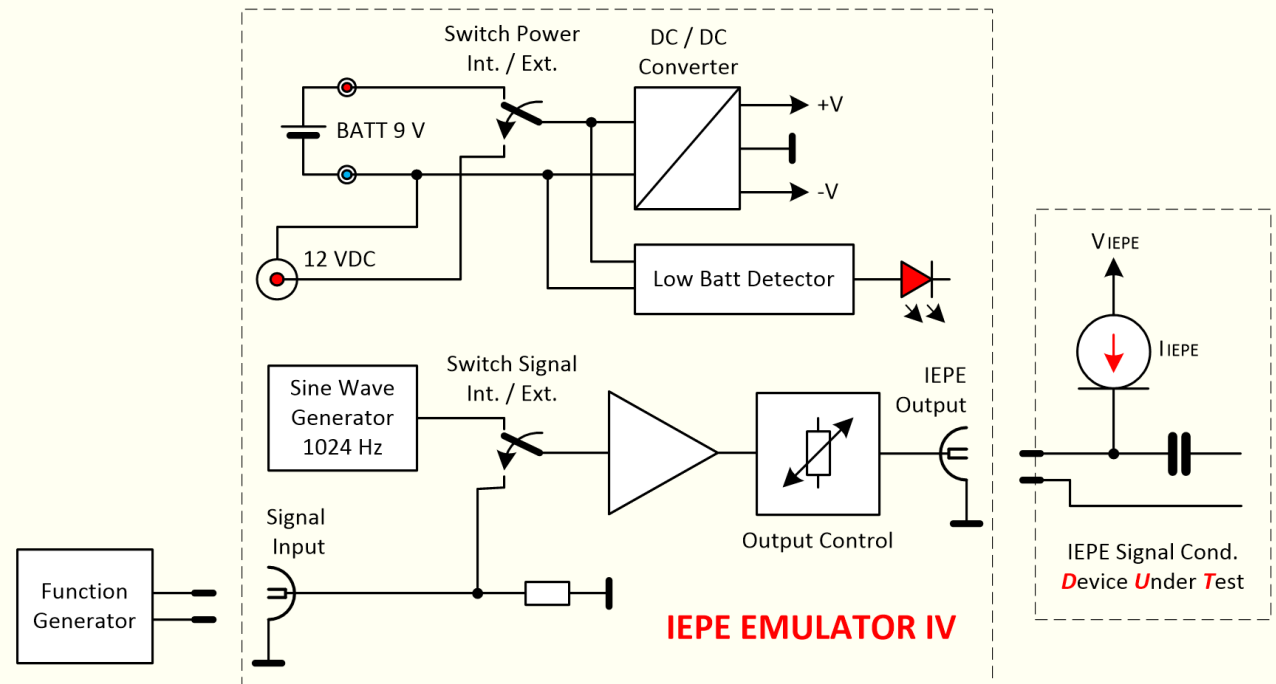 Switch Power
Int. / Ext.
DC / DC
Converter
+V
BATT 9 V
-V
12 VDC
Low Batt Detector
VIEPE
IIEPE
Sine Wave
Generator
1024 Hz
Switch Signal
Int. / Ext.
IEPE
Output
Output Control
Signal
Input
Function
Generator
IEPE EMULATOR IV
IEPE Signal Cond.
Device Under Test